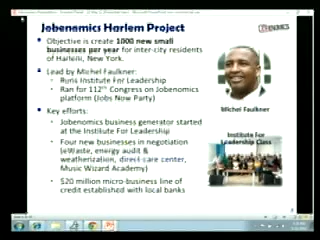 Jobenomics Harlem Project
• Objective is create 1000 new small
businesses per year for inter-city residents
of Harlem, New York.
• Lead by Michel Faulkner:
◦ Runs Institute For Leadership
◦ Ran for 112th Congress on Jobenomics
platform (Jobs Now Party)
Michel Faulkner
• Key efforts:
◦ Jobenomics business generator started
at the Institute For Leadership
◦ Four new businesses in negotiation
(eWaste, energy audit &
weatherization, direct care center,
Music Wizard Academy)
◦ $20 million micro-business line of
credit established with local banks
Institute For
Leadership Class